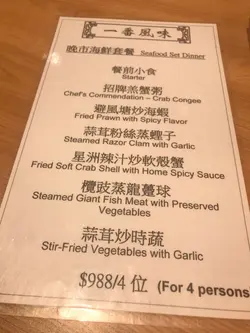 一番風味
晚市海鮮套餐 Seafood Set Dinner
餐前小食
Starter
招牌蒸蟹粥
Chef's Commendation – Crab Congee
避風塘炒海蝦
Fried Prawn with Spicy Flavor
蒜茸粉絲蒸蟶子
Steamed Razor Clam with Garlic
星洲辣汁炒軟殼蟹
Fried Soft Crab Shell with Home Spicy Sauce
欖豉蒸龍躉球
Steamed Giant Fish Meat with Preserved
Vegetables
蒜茸炒時蔬
Stir-Fried Vegetables with Garlic
$988/4 位 (For 4 persons)